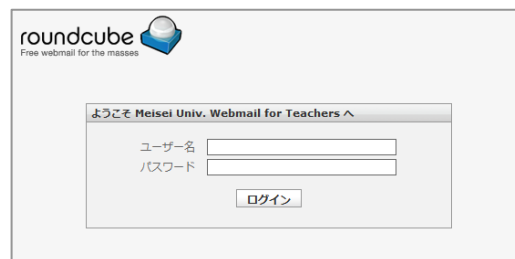 roundcube
Free webmail for the masses
ようこそ Meisei Univ. Webmail for Teachers へ
ユーザー名
パスワード
ログイン